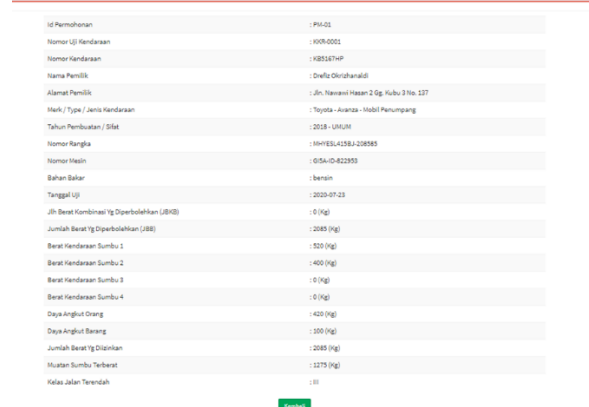 Id Permohonan : PM-01
Nomor Uji Kendaraan : KKR-0001
Nomor Kendaraan : KB5167HP
Nama Pemilik : Drefiz Okrizhanaldi
Alamat Pemilik : Jln. Nawawi Hasan 2 Gg. Kubu 3 No. 137
Merk / Type / Jenis Kendaraan : Toyota - Avanza - Mobil Penumpang
Tahun Pembuatan / Sifat : 2018 - UMUM
Nomor Rangka : MHYESL415BJ-208585
Nomor Mesin : GISA-ID-822953
Bahan Bakar : bensin
Tanggal Uji : 2020-07-23
Jlh Berat Kombinasi Yg Diperbolehkan (JBKB) : 0 (Kg)
Jumlah Berat Yg Diperbolehkan (JBB) : 2085 (Kg)
Berat Kendaraan Sumbu 1 : 520 (Kg)
Berat Kendaraan Sumbu 2 : 400 (Kg)
Berat Kendaraan Sumbu 3 : 0 (Kg)
Berat Kendaraan Sumbu 4 : 0 (Kg)
Daya Angkut Orang : 420 (Kg)
Daya Angkut Barang : 100 (Kg)
Jumlah Berat Yg Diizinkan : 2085 (Kg)
Muatan Sumbu Terberat : 1275 (Kg)
Kelas Jalan Terendah : III
Kembali